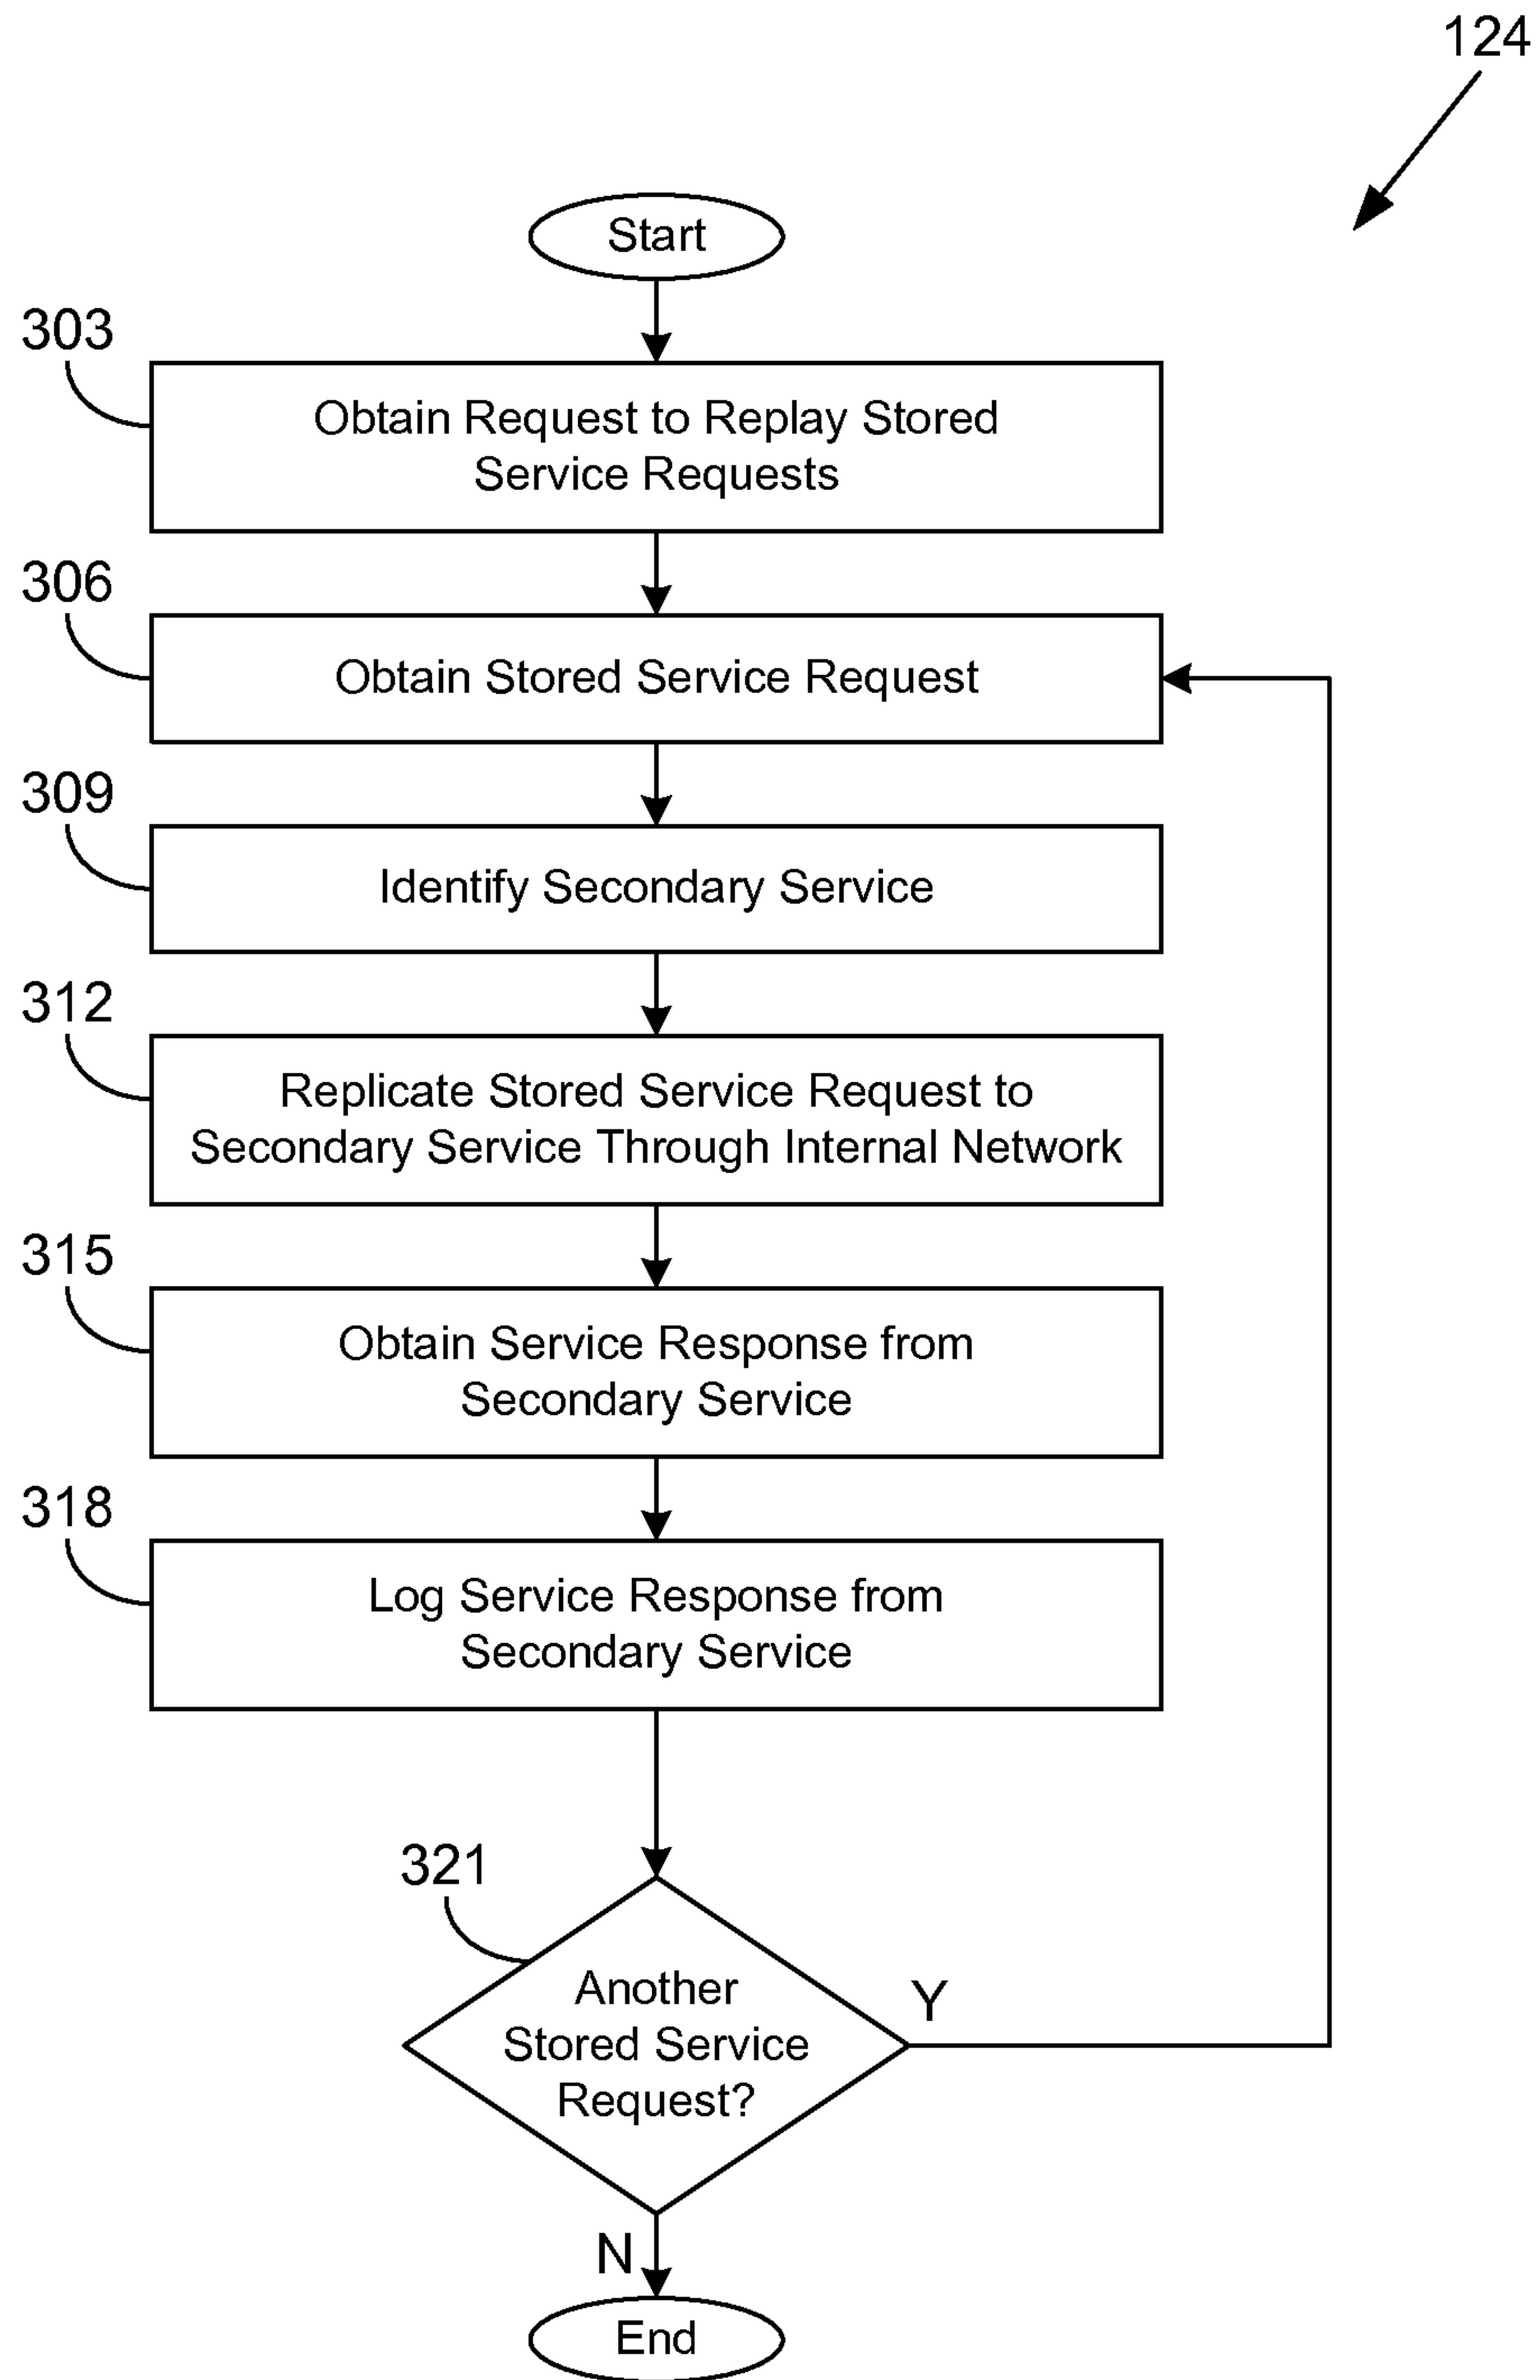 124
Start
303
Obtain Request to Replay Stored
Service Requests
306
Obtain Stored Service Request
309
Identify Secondary Service
312
Replicate Stored Service Request to
Secondary Service Through Internal Network
315
Obtain Service Response from
Secondary Service
318
Log Service Response from
Secondary Service
321
Another
Stored Service
Request?
Y
N
End